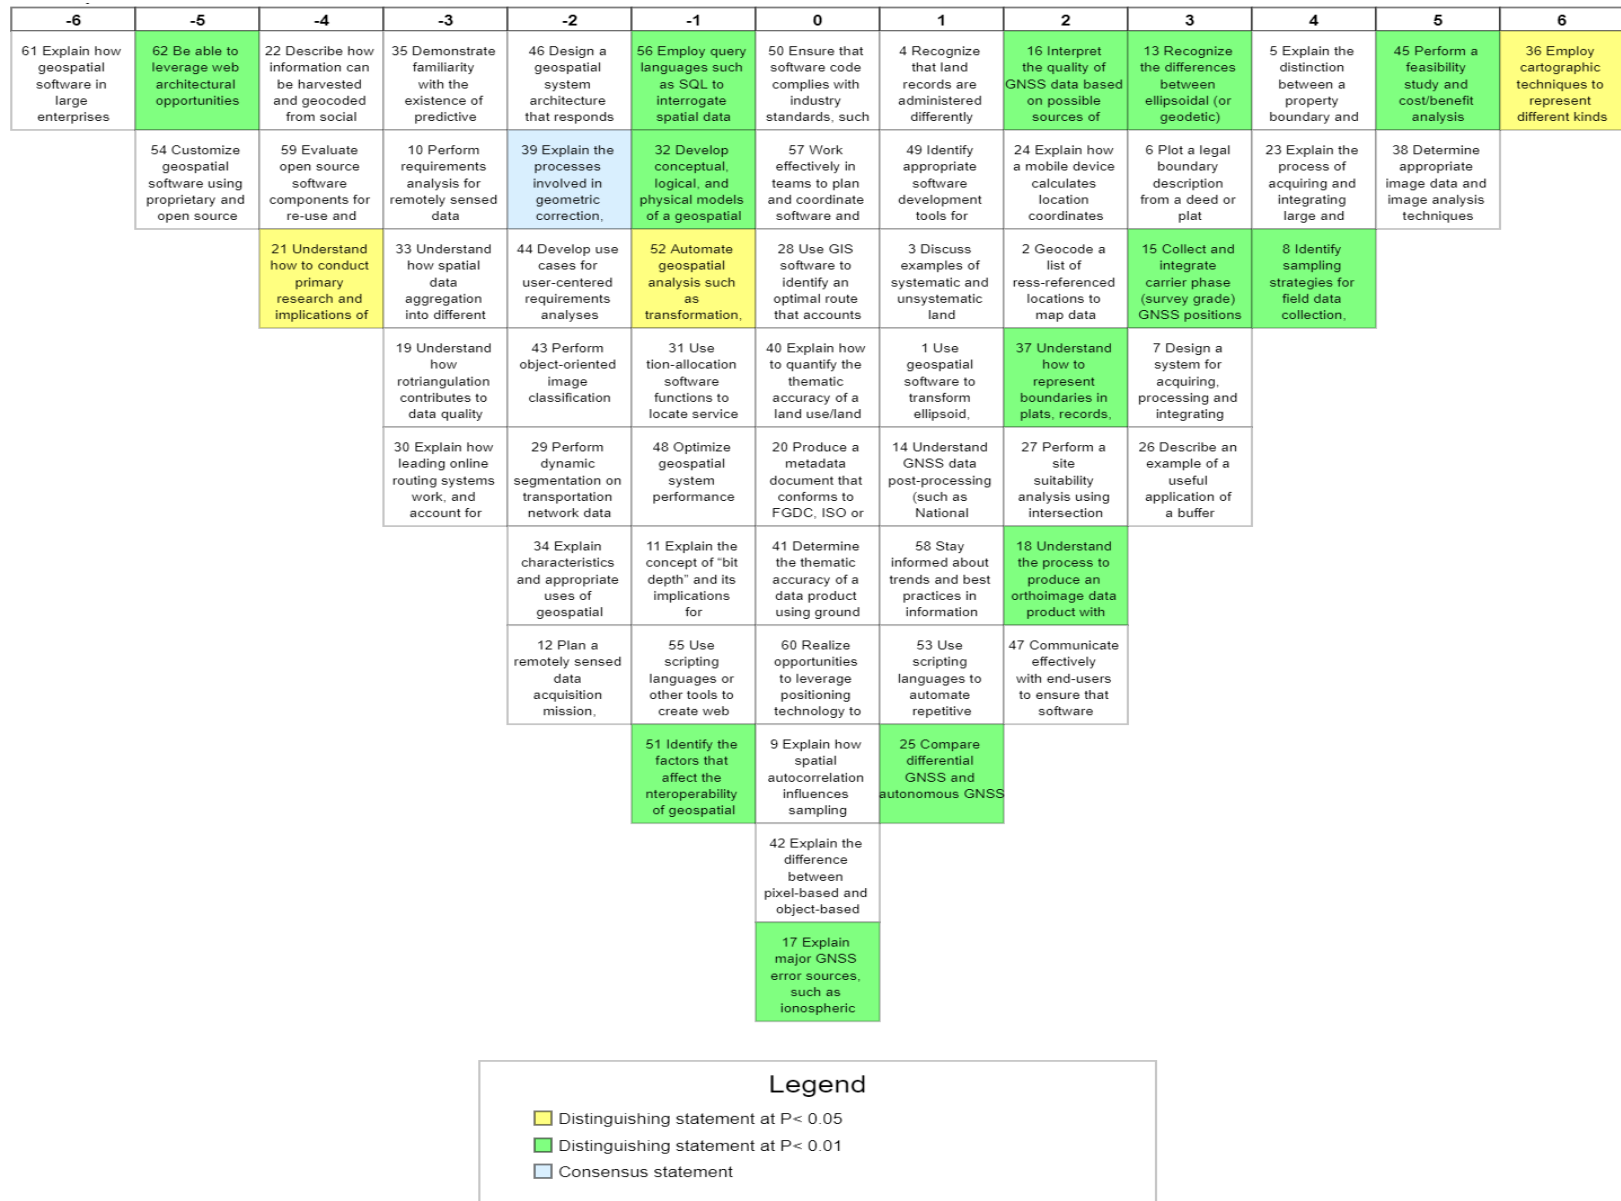 -6 -5 -4 -3 -2 -1 0 1 2 3 4 5 6
61 Explain how
geospatial
software in
large
enterprises
62 Be able to
leverage web
architectural
opportunities
22 Describe how
information can
be harvested
and geocoded
from social
35 Demonstrate
familiarity
with the
existence of
predictive
46 Design a
geospatial
system
architecture
that responds
56 Employ query
languages such
as SQL to
interrogate
spatial data
50 Ensure that
software code
complies with
industry
standards, such
4 Recognize
that land
records are
administered
differently
16 Interpret
the quality of
GNSS data based
on possible
sources of
13 Recognize
the differences
between
ellipsoidal (or
geodetic)
5 Explain the
distinction
between a
property
boundary and
45 Perform a
feasibility
study and
cost/benefit
analysis
36 Employ
cartographic
techniques to
represent
different kinds
54 Customize
geospatial
software using
proprietary and
open source
59 Evaluate
open source
software
components for
re-use and
10 Perform
requirements
analysis for
remotely sensed
data
39 Explain the
processes
involved in
geometric
correction,
32 Develop
conceptual,
logical, and
physical models
of a geospatial
57 Work
effectively in
teams to plan
and coordinate
software and
49 Identify
appropriate
software
development
tools for
24 Explain how
a mobile device
calculates
location
coordinates
6 Plot a legal
boundary
description
from a deed or
plat
23 Explain the
process of
acquiring and
integrating
large and
38 Determine
appropriate
image data and
image analysis
techniques
21 Understand
how to conduct
primary
research and
implications of
33 Understand
how spatial
data
aggregation
into different
44 Develop use
cases for
user-centered
requirements
analyses
52 Automate
geospatial
analysis such
as
transformation,
28 Use GIS
software to
identify an
optimal route
that accounts
3 Discuss
examples of
systematic and
unsystematic
land
2 Geocode a
list of
ress-referenced
locations to
map data
15 Collect and
integrate
carrier phase
(survey grade)
GNSS positions
8 Identify
sampling
strategies for
field data
collection,
19 Understand
how
rotriangulation
contributes to
data quality
43 Perform
object-oriented
image
classification
31 Use
tion-allocation
software
functions to
locate service
40 Explain how
to quantify the
thematic
accuracy of a
land use/land
1 Use
geospatial
software to
transform
ellipsoid,
37 Understand
how to
represent
boundaries in
plats, records,
7 Design a
system for
acquiring,
processing and
integrating
30 Explain how
leading online
routing systems
work, and
account for
29 Perform
dynamic
segmentation on
transportation
network data
48 Optimize
geospatial
system
performance
20 Produce a
metadata
document that
conforms to
FGDC, ISO or
14 Understand
GNSS data
post-processing
(such as
National
27 Perform a
site
suitability
analysis using
intersection
26 Describe an
example of a
useful
application of
a buffer
34 Explain
characteristics
and appropriate
uses of
geospatial
11 Explain the
concept of “bit
depth” and its
implications
for
41 Determine
the thematic
accuracy of a
data product
using ground
58 Stay
informed about
trends and best
practices in
information
18 Understand
the process to
produce an
orthoimage data
product with
12 Plan a
remotely sensed
data
acquisition
mission,
55 Use
scripting
languages or
other tools to
create web
60 Realize
opportunities
to leverage
positioning
technology to
53 Use
scripting
languages to
automate
repetitive
47 Communicate
effectively
with end-users
to ensure that
software
51 Identify the
factors that
affect the
nteroperability
of geospatial
9 Explain how
spatial
autocorrelation
influences
sampling
25 Compare
differential
GNSS and
autonomous GNSS
42 Explain the
difference
between
pixel-based and
object-based
17 Explain
major GNSS
error sources,
such as
ionospheric
Legend
Distinguishing statement at P< 0.05
Distinguishing statement at P< 0.01
Consensus statement